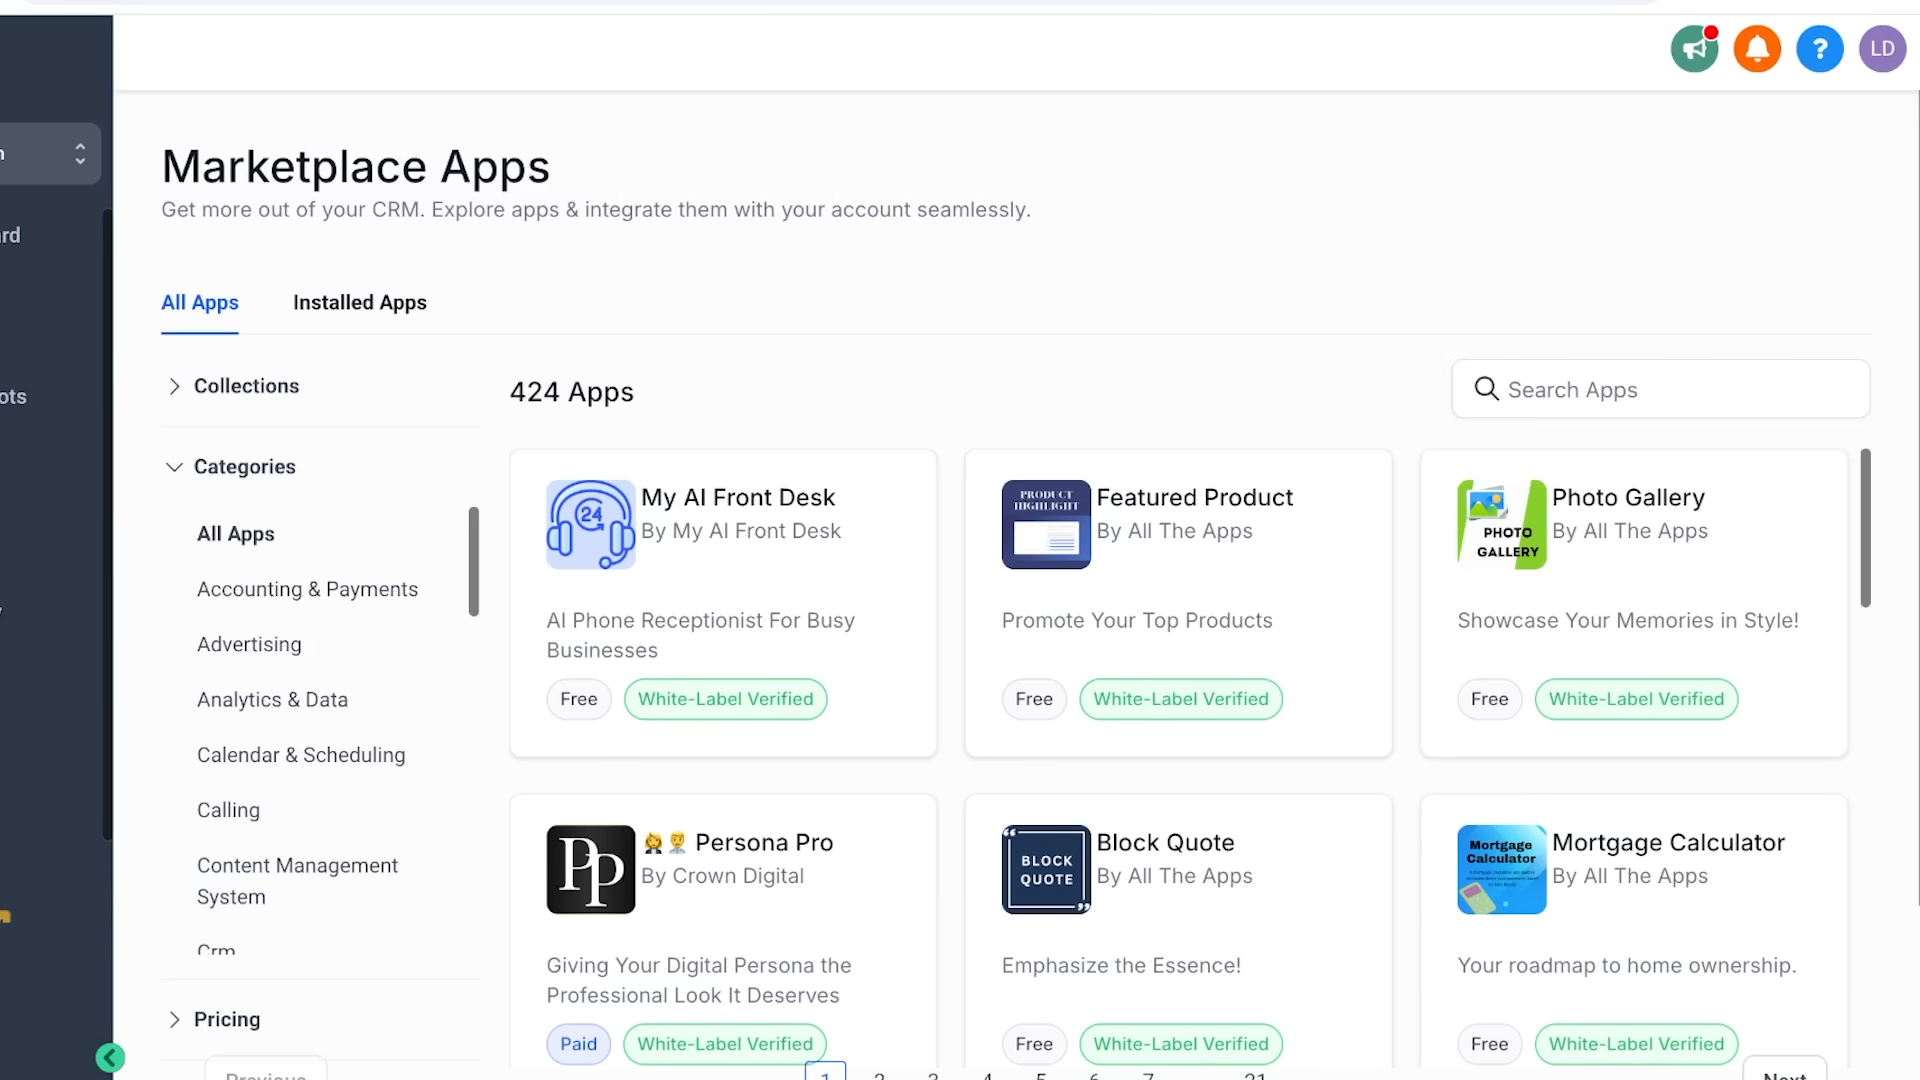 LD
Marketplace Apps
Get more out of your CRM. Explore apps & integrate them with your account seamlessly.
All Apps
Installed Apps
Collections
Categories
All Apps
Accounting & Payments
Advertising
Analytics & Data
Calendar & Scheduling
Calling
Content Management
System
Crm
Pricing
Previous
424 Apps
Search Apps
24
My AI Front Desk
By My AI Front Desk
AI Phone Receptionist For Busy
Businesses
Free
White-Label Verified
PRODUCT
HIGHLIGHT
Featured Product
By All The Apps
Promote Your Top Products
Free
White-Label Verified
PHOTO
GALLERY
Photo Gallery
By All The Apps
Showcase Your Memories in Style!
Free
White-Label Verified
PP
👩‍💼👨‍💼 Persona Pro
By Crown Digital
Giving Your Digital Persona the
Professional Look It Deserves
Paid
White-Label Verified
BLOCK
QUOTE
Block Quote
By All The Apps
Emphasize the Essence!
Free
White-Label Verified
Mortgage
Calculator
Mortgage Calculator
By All The Apps
Your roadmap to home ownership.
Free
White-Label Verified
1 2 3 4 5 6 7 21
Next